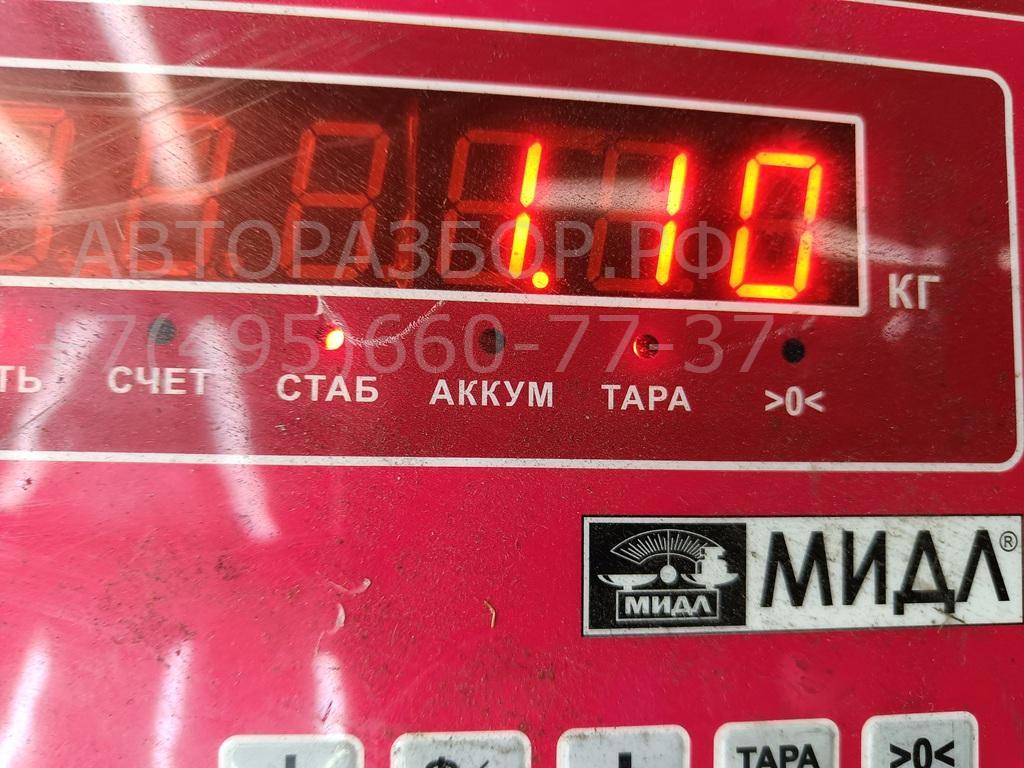 1.10
КГ
АВТОРАЗБОР.РФ
+7(495)660-77-37
СЧЕТ СТАБ АККУМ ТАРА >0<
МИДЛ
МИДЛ®
ТАРА >0<